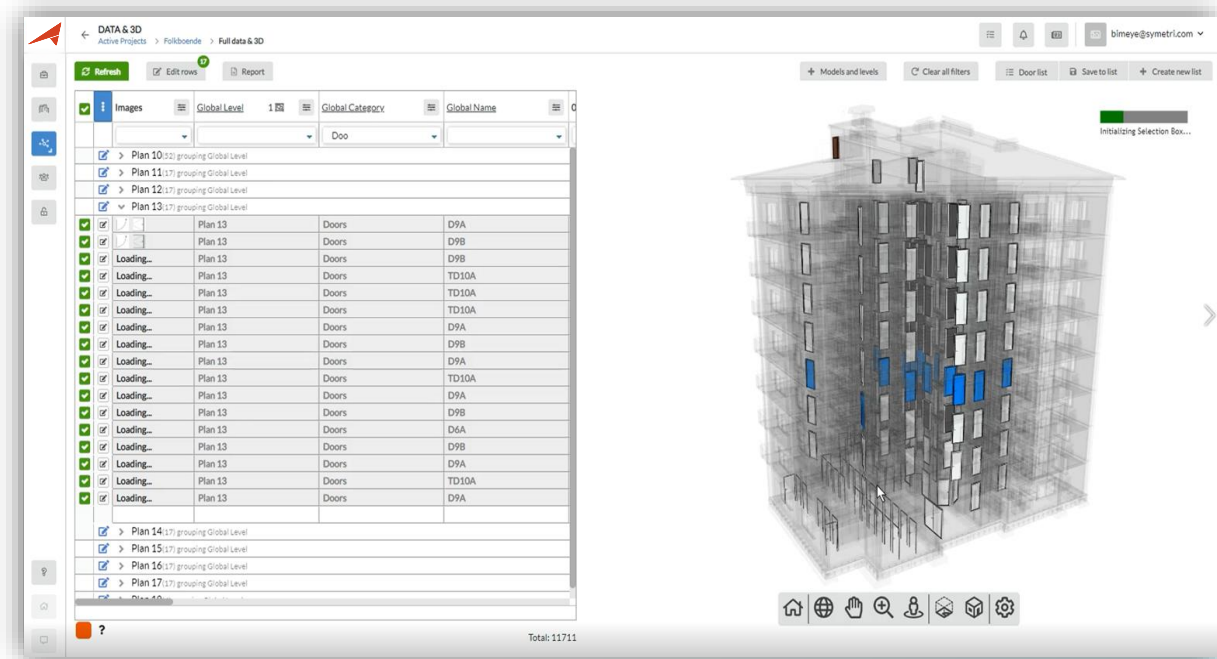 DATA & 3D
Active Projects > Folkboende > Full data & 3D
bimeye@symetri.com
Refresh Edit rows 17 Report
+ Models and levels Clear all filters Door list Save to list + Create new list
Images Global Level 1 Global Category Global Name
Doo
Initializing Selection Box...
> Plan 10(52) grouping Global Level
> Plan 11(17) grouping Global Level
> Plan 12(17) grouping Global Level
Plan 13(17) grouping Global Level
Plan 13 Doors D9A
Plan 13 Doors D9B
Loading... Plan 13 Doors D9B
Loading... Plan 13 Doors TD10A
Loading... Plan 13 Doors TD10A
Loading... Plan 13 Doors TD10A
Loading... Plan 13 Doors D9A
Loading... Plan 13 Doors D9B
Loading... Plan 13 Doors D9A
Loading... Plan 13 Doors TD10A
Loading... Plan 13 Doors D9A
Loading... Plan 13 Doors D9B
Loading... Plan 13 Doors D6A
Loading... Plan 13 Doors D9B
Loading... Plan 13 Doors D9A
Loading... Plan 13 Doors TD10A
Loading... Plan 13 Doors D9A
> Plan 14(17) grouping Global Level
> Plan 15(17) grouping Global Level
> Plan 16(17) grouping Global Level
> Plan 17(17) grouping Global Level
?
Total: 11711